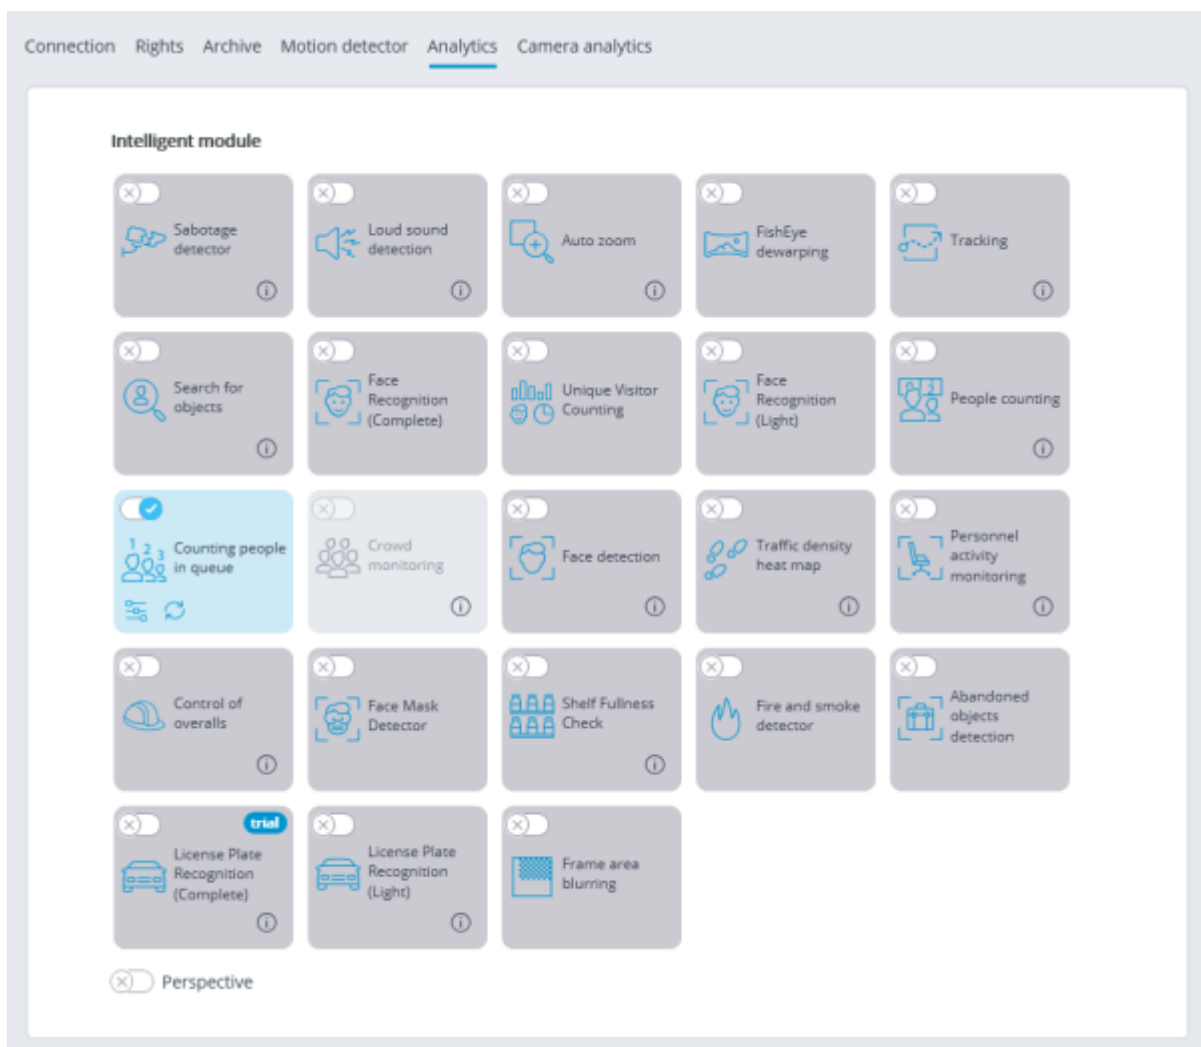 Connection Rights Archive Motion detector Analytics Camera analytics
Intelligent module
Sabotage
detector
Loud sound
detection
Auto zoom
FishEye
dewarping
Tracking
Search for
objects
Face
Recognition
(Complete)
Unique Visitor
Counting
Face
Recognition
(Light)
People counting
Counting people
in queue
Crowd
monitoring
Face detection
Traffic density
heat map
Personnel
activity
monitoring
Control of
overalls
Face Mask
Detector
Shelf Fullness
Check
Fire and smoke
detector
Abandoned
objects
detection
trial
License Plate
Recognition
(Complete)
License Plate
Recognition
(Light)
Frame area
blurring
Perspective